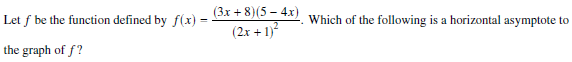 Let f be the function defined by f(x) = (3x + 8)(5 − 4x) / (2x + 1)². Which of the following is a horizontal asymptote to
the graph of f?